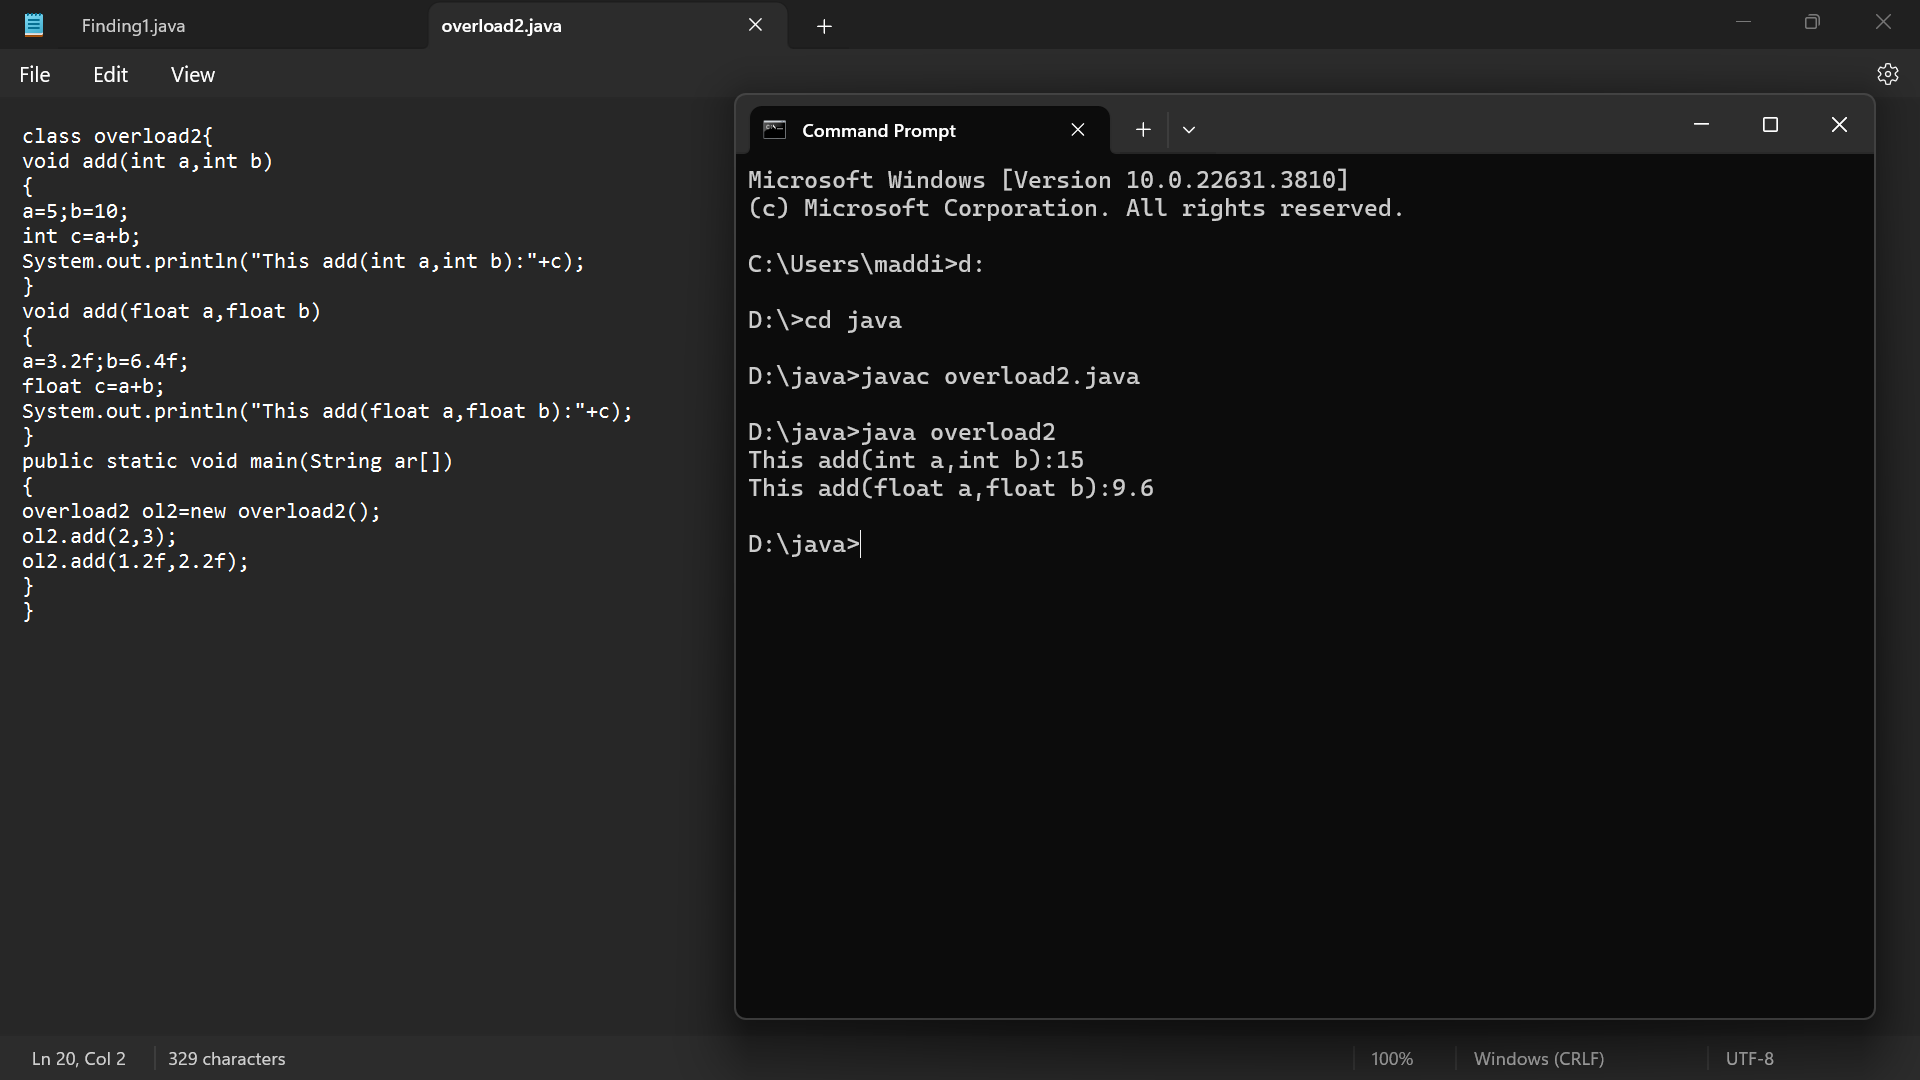 Finding1.java
overload2.java
File Edit View
class overload2{
void add(int a,int b)
{
a=5;b=10;
int c=a+b;
System.out.println("This add(int a,int b):"+c);
}
void add(float a,float b)
{
a=3.2f;b=6.4f;
float c=a+b;
System.out.println("This add(float a,float b):"+c);
}
public static void main(String ar[])
{
overload2 ol2=new overload2();
ol2.add(2,3);
ol2.add(1.2f,2.2f);
}
}
Command Prompt
Microsoft Windows [Version 10.0.22631.3810]
(c) Microsoft Corporation. All rights reserved.
C:\Users\maddi>d:
D:\>cd java
D:\java>javac overload2.java
D:\java>java overload2
This add(int a,int b):15
This add(float a,float b):9.6
D:\java>
Ln 20, Col 2 329 characters 100% Windows (CRLF) UTF-8